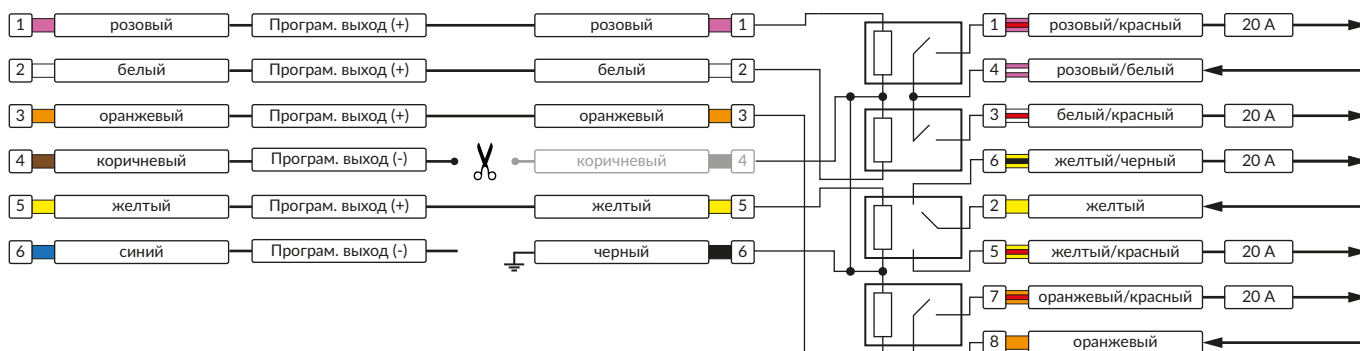 1 розовый Програм. выход (+) розовый 1 1 розовый/красный 20 А
2 белый Програм. выход (+) белый 2 4 розовый/белый
3 оранжевый Програм. выход (+) оранжевый 3 3 белый/красный 20 А
4 коричневый Програм. выход (-) коричневый 4 6 желтый/черный 20 А
5 желтый Програм. выход (+) желтый 5 2 желтый
6 синий Програм. выход (-) черный 6 5 желтый/красный 20 А
7 оранжевый/красный 20 А
8 оранжевый